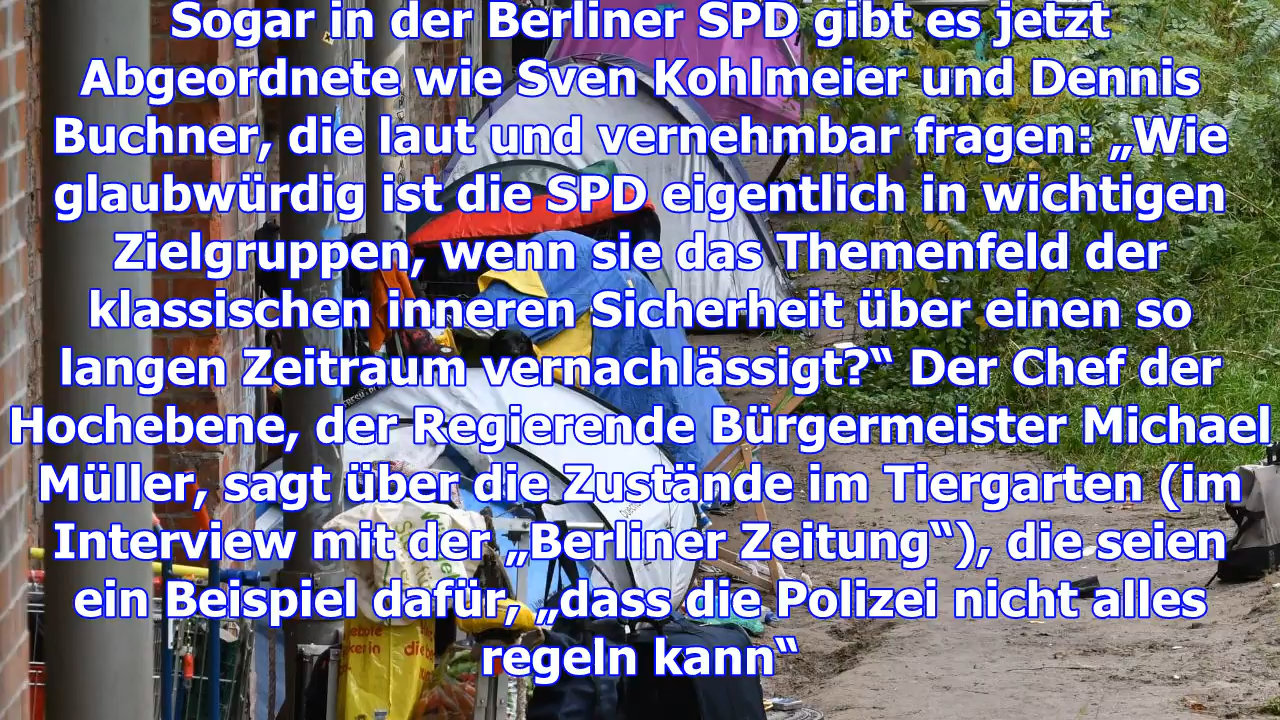 Sogar in der Berliner SPD gibt es jetzt
Abgeordnete wie Sven Kohlmeier und Dennis
Buchner, die laut und vernehmbar fragen: „Wie
glaubwürdig ist die SPD eigentlich in wichtigen
Zielgruppen, wenn sie das Themenfeld der
klassischen inneren Sicherheit über einen so
langen Zeitraum vernachlässigt?“ Der Chef der
Hochebene, der Regierende Bürgermeister Michael
Müller, sagt über die Zustände im Tiergarten (im
Interview mit der „Berliner Zeitung“), die seien
ein Beispiel dafür, „dass die Polizei nicht alles
regeln kann“